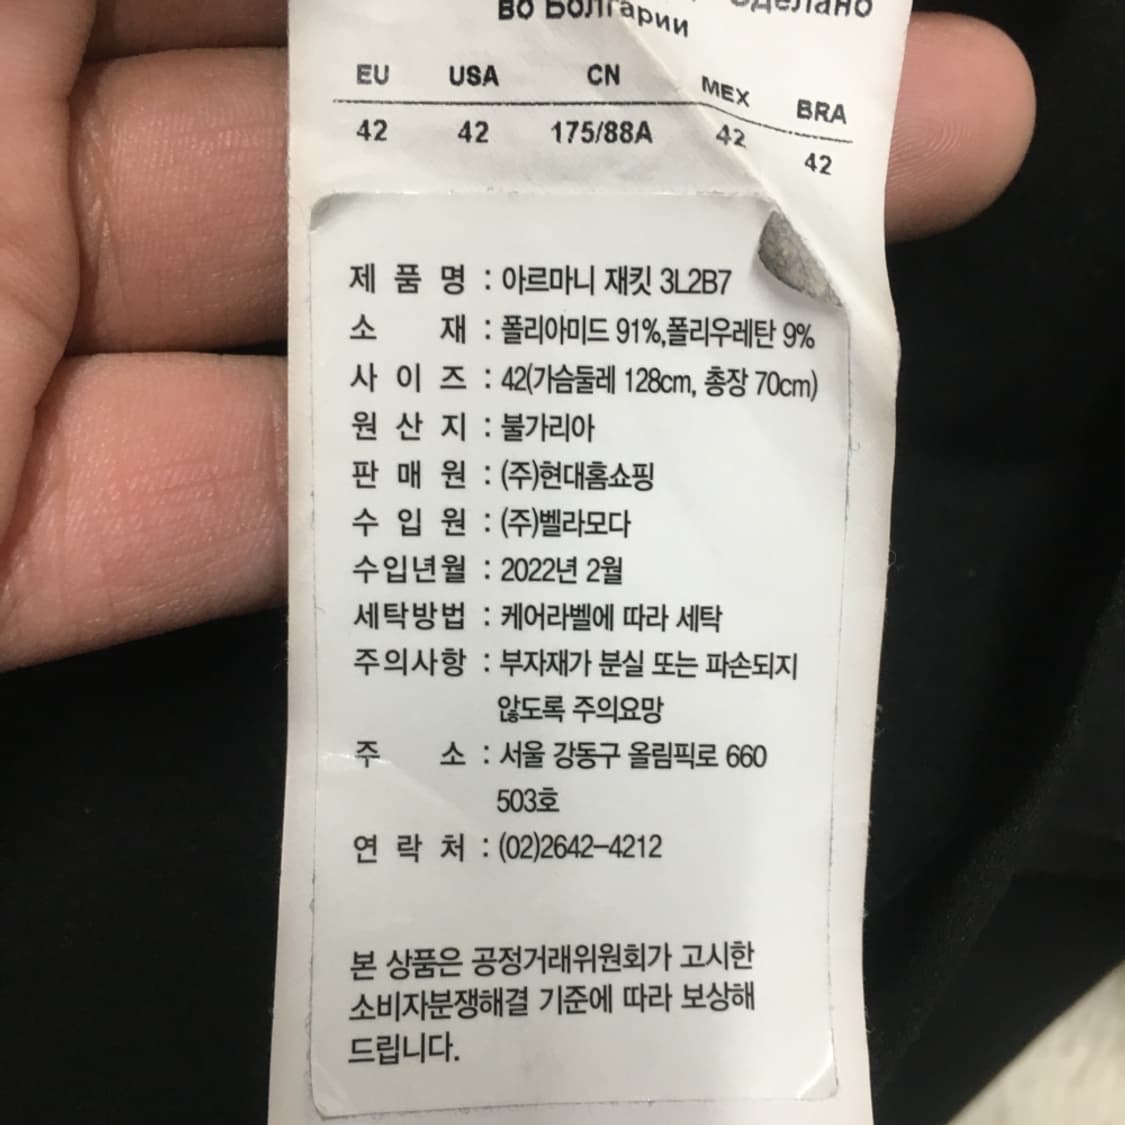 Сделано
во Болгарии
EU USA CN MEX BRA
42 42 175/88A 42 42
제 품 명 : 아르마니 재킷 3L2B7
소 재 : 폴리아미드 91%,폴리우레탄 9%
사 이 즈 : 42(가슴둘레 128cm, 총장 70cm)
원 산 지 : 불가리아
판 매 원 : (주)현대홈쇼핑
수 입 원 : (주)벨라모다
수입년월 : 2022년 2월
세탁방법 : 케어라벨에 따라 세탁
주의사항 : 부자재가 분실 또는 파손되지
않도록 주의요망
주 소 : 서울 강동구 올림픽로 660
503호
연 락 처 : (02)2642-4212
본 상품은 공정거래위원회가 고시한
소비자분쟁해결 기준에 따라 보상해
드립니다.